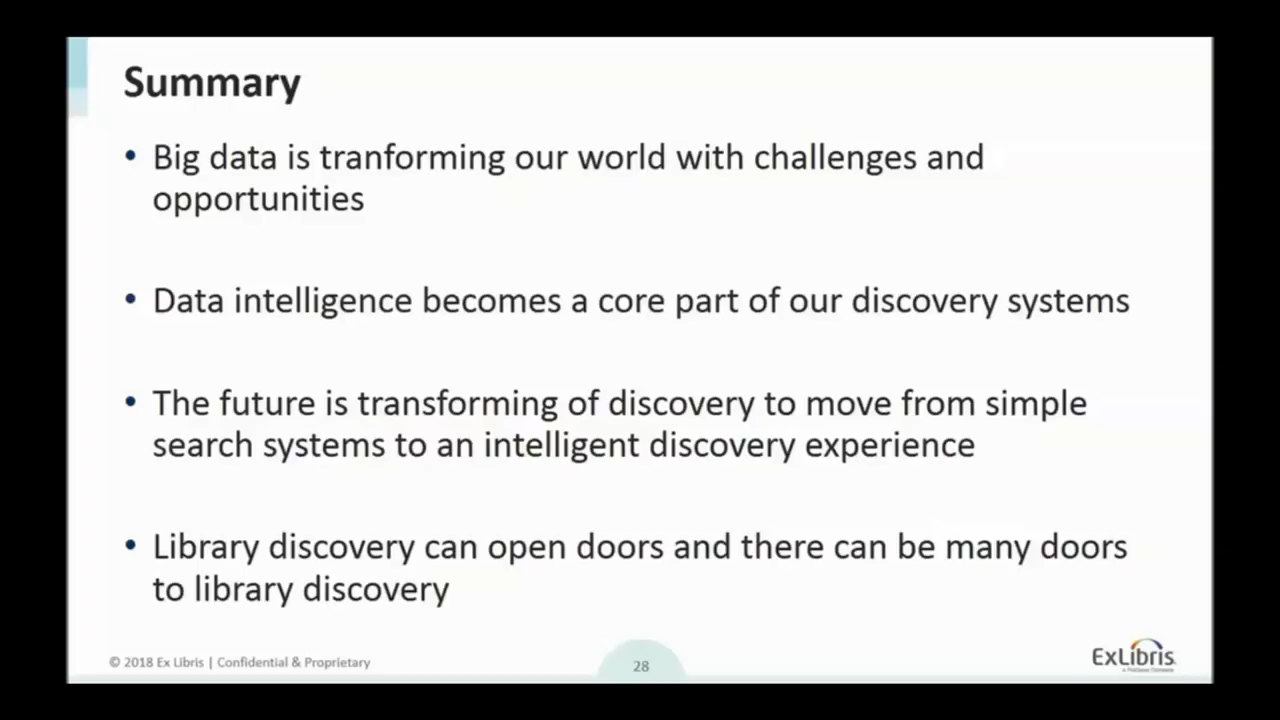 Summary
• Big data is tranforming our world with challenges and
opportunities
• Data intelligence becomes a core part of our discovery systems
• The future is transforming of discovery to move from simple
search systems to an intelligent discovery experience
• Library discovery can open doors and there can be many doors
to library discovery
© 2018 Ex Libris | Confidential & Proprietary
28
ExLibris